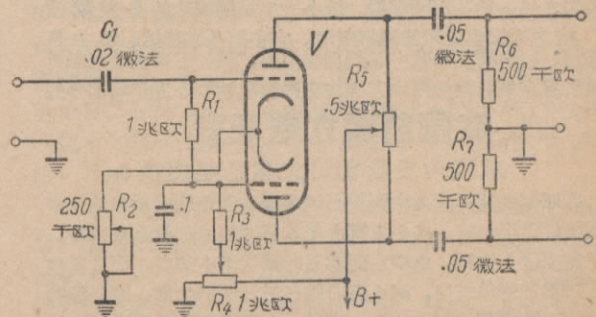 C1
.02 微法
V
.05
微法
R6
500 千欧
R5
.5兆欧
R1
1兆欧
R7
500
千欧
250
千欧
R2
.1
R3
1兆欧
R4 1兆欧
B+
.05 微法